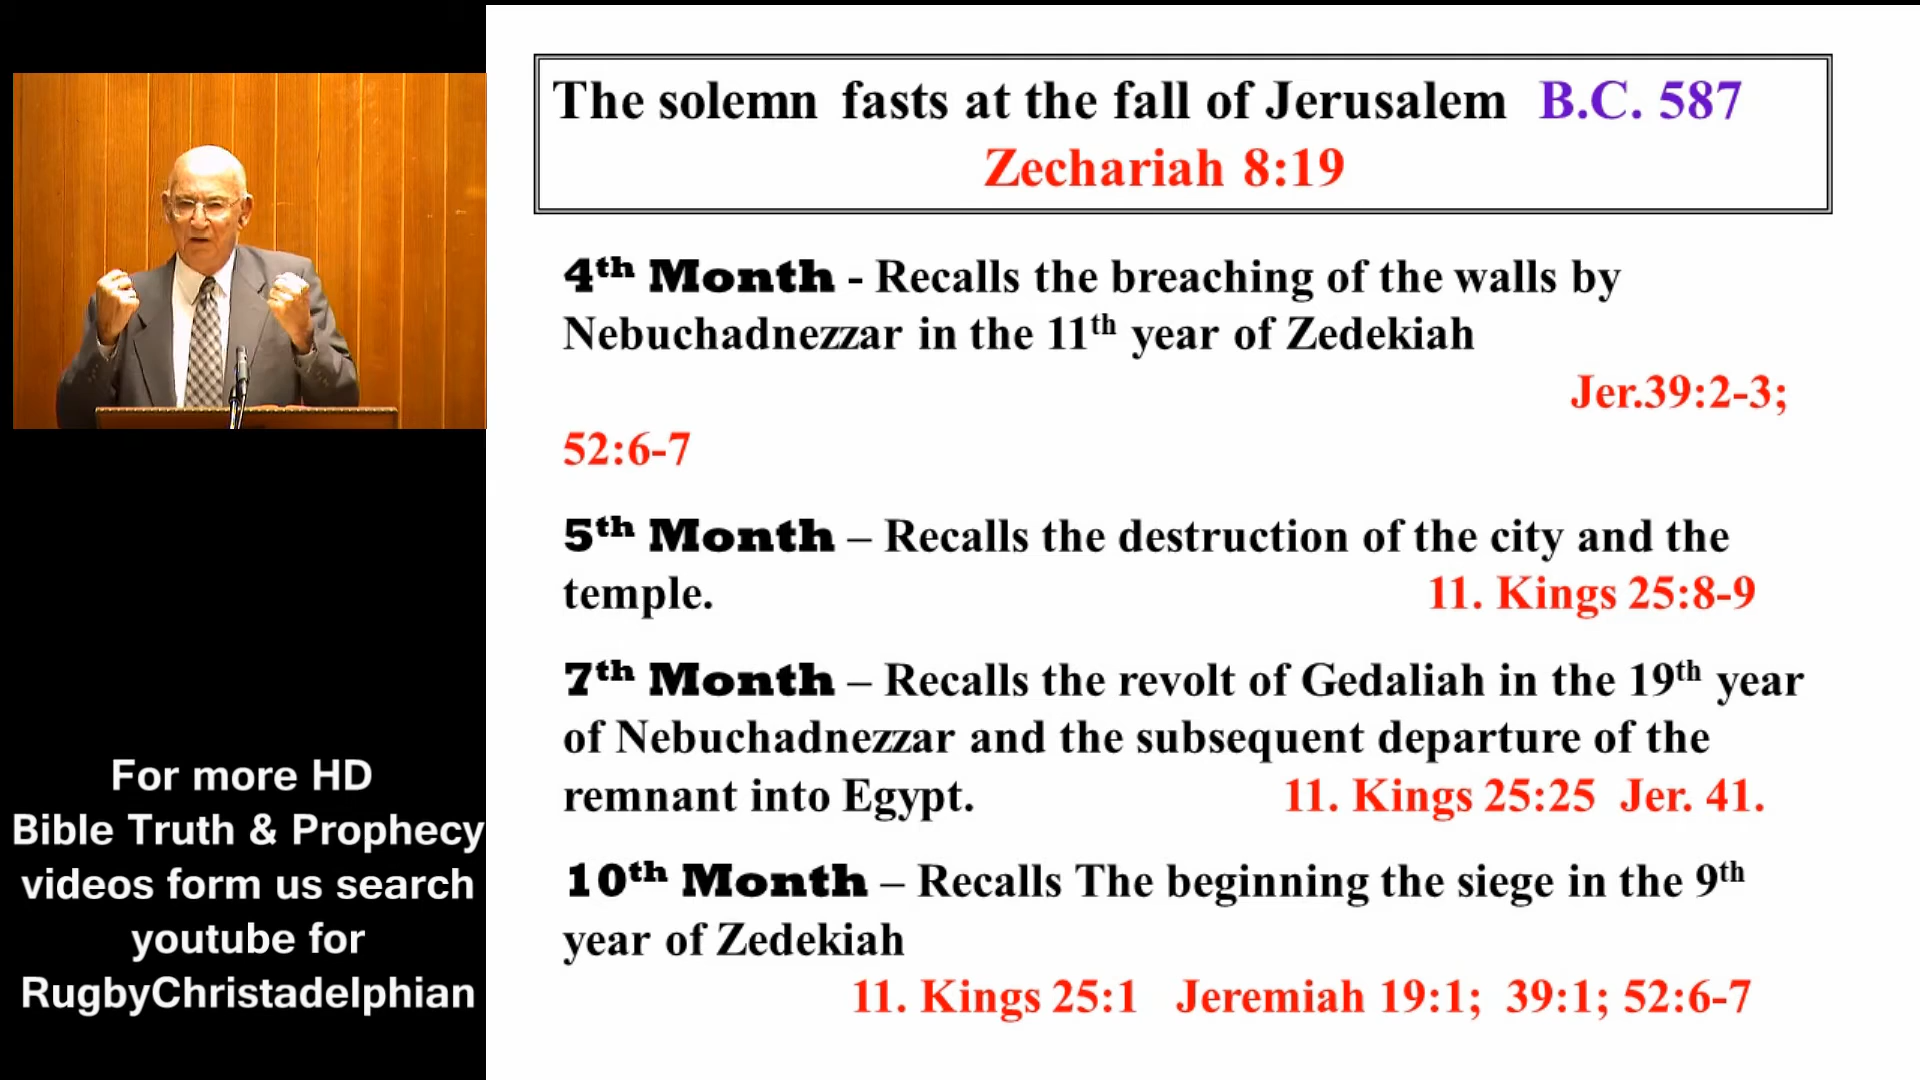 The solemn fasts at the fall of Jerusalem B.C. 587
Zechariah 8:19
4th Month - Recalls the breaching of the walls by
Nebuchadnezzar in the 11th year of Zedekiah
Jer.39:2-3;
52:6-7
5th Month – Recalls the destruction of the city and the
temple. 11. Kings 25:8-9
7th Month – Recalls the revolt of Gedaliah in the 19th year
of Nebuchadnezzar and the subsequent departure of the
remnant into Egypt. 11. Kings 25:25 Jer. 41.
10th Month – Recalls The beginning the siege in the 9th
year of Zedekiah
11. Kings 25:1 Jeremiah 19:1; 39:1; 52:6-7
For more HD
Bible Truth & Prophecy
videos form us search
youtube for
RugbyChristadelphian